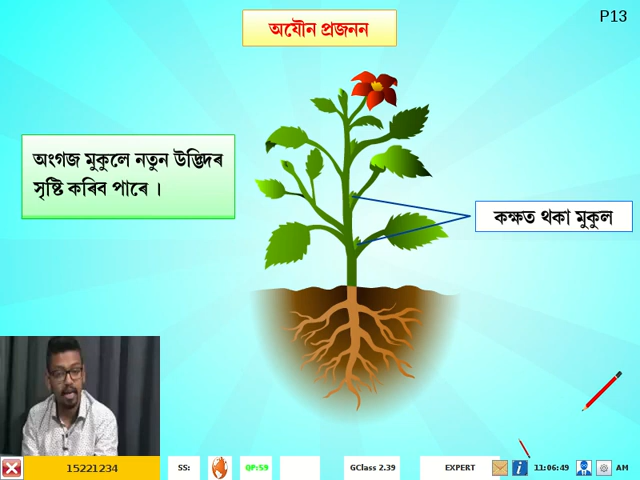 P13
অযৌন প্ৰজনন
অংগজ মুকুলে নতুন উদ্ভিদৰ
সৃষ্টি কৰিব পাৰে ।
কক্ষত থকা মুকুল
15221234 SS: QF:59 GClass 2.39 EXPERT 11:06:49 AM